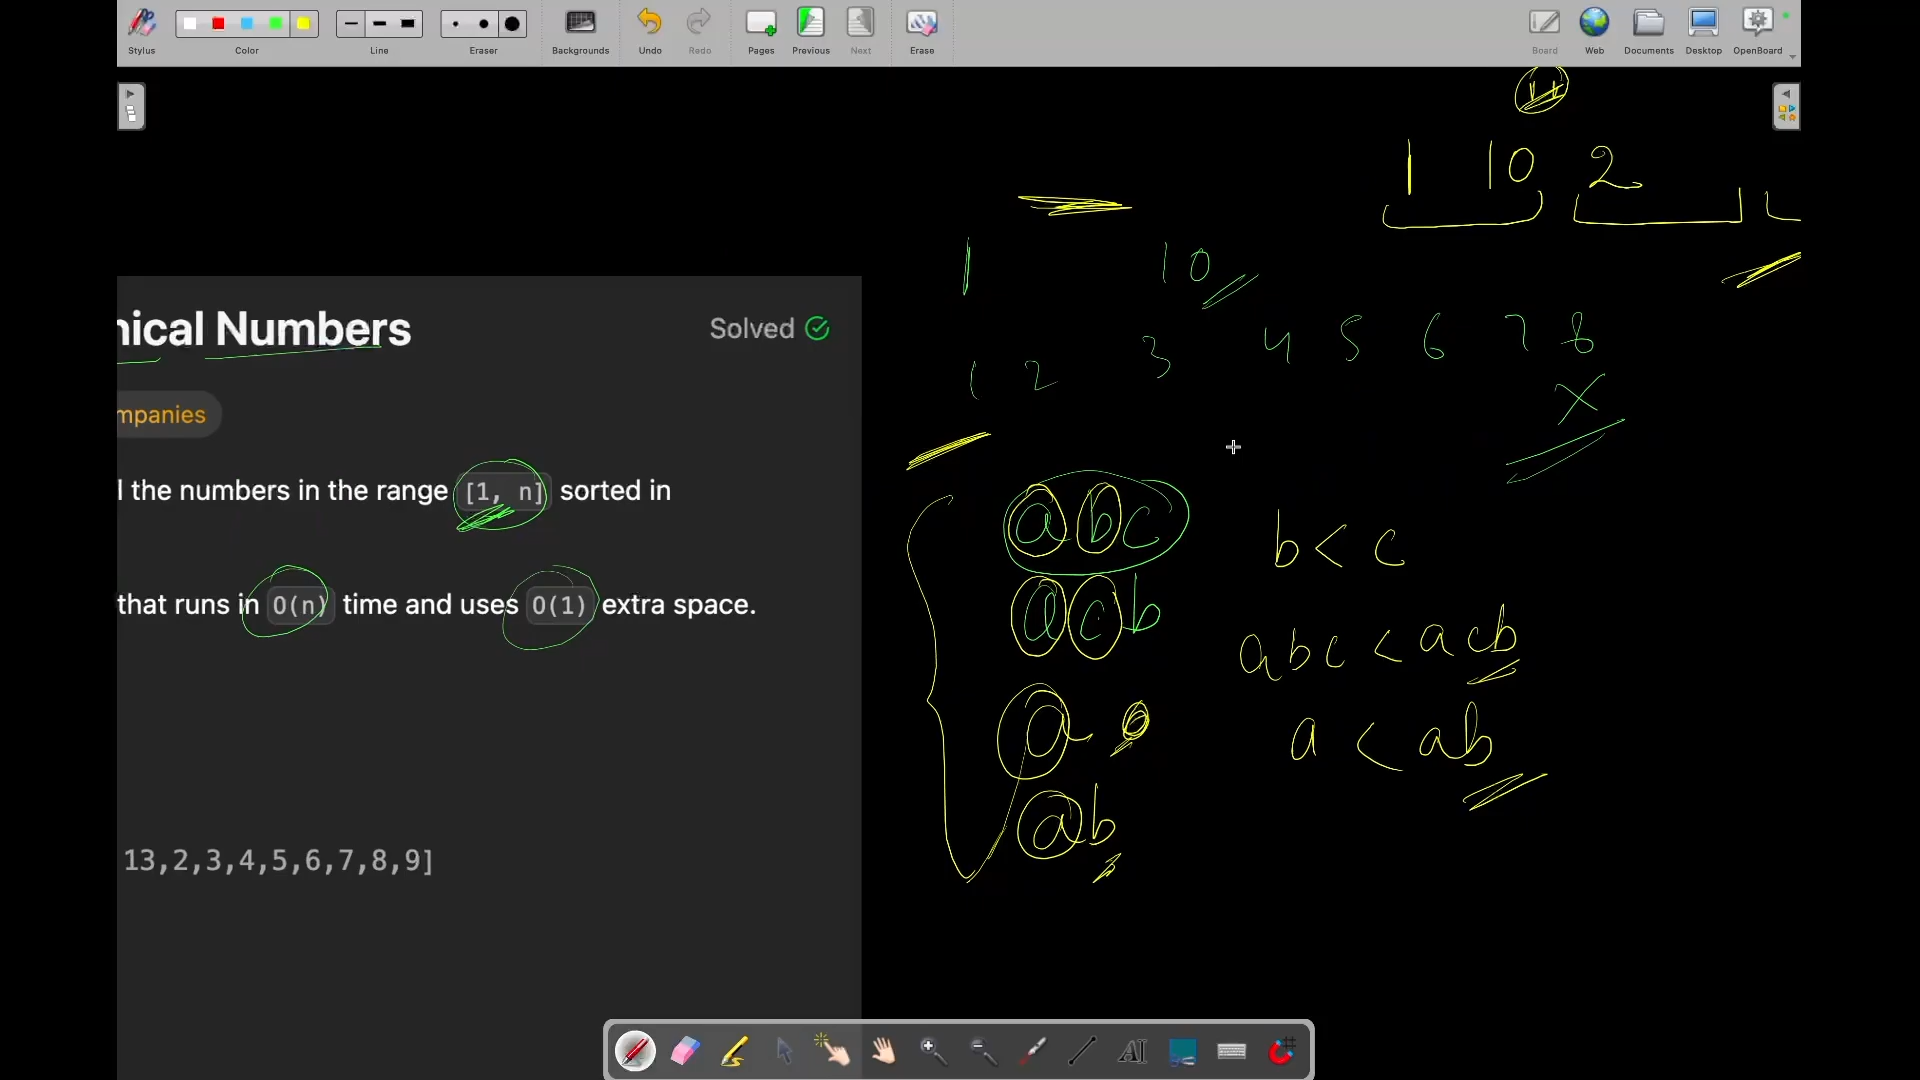 Stylus Color Line Eraser Backgrounds Undo Redo Pages Previous Next Erase Board Web Documents Desktop OpenBoard
11
1 10 2
1 10
1 2 3 4 5 6 7 8
nical Numbers
Solved
mpanies
l the numbers in the range [1, n] sorted in
that runs in O(n) time and uses O(1) extra space.
13,2,3,4,5,6,7,8,9]
abc b < c
acb abc < acb
a a < ab
ab
AI